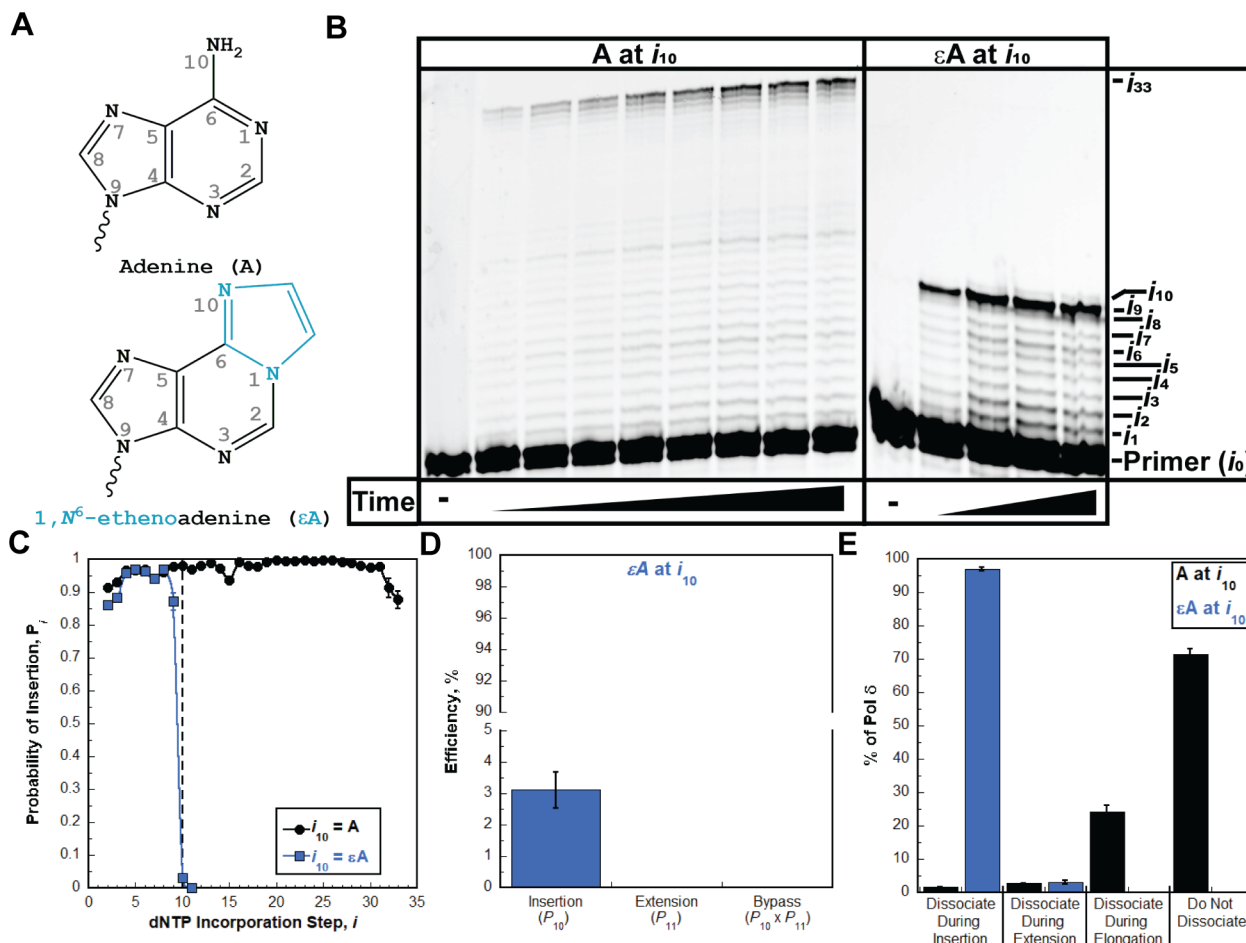 A
NH2
10
N
7
5
6
N
1
8
4
2
N
9
3
N
Adenine (A)
N
10
N
7
6
N
5
1
8
4
2
N
9
3
N
1,N6-ethenoadenine (εA)
B
A at i10
εA at i10
i33
i10
i9
i8
i7
i6
i5
i4
i3
i2
i1
Primer (i0)
Time
-
-
C
Probability of Insertion, Pi
1
0.9
0.8
0.7
0.6
0.5
0.4
0.3
0.2
0.1
0
i10 = A
i10 = εA
0 5 10 15 20 25 30 35
dNTP Incorporation Step, i
D
εA at i10
Efficiency, %
100
98
96
94
92
90
5
4
3
2
1
0
Insertion
(P10)
Extension
(P11)
Bypass
(P10 x P11)
E
A at i10
εA at i10
% of Pol δ
100
90
80
70
60
50
40
30
20
10
0
Dissociate
During
Insertion
Dissociate
During
Extension
Dissociate
During
Elongation
Do Not
Dissociate